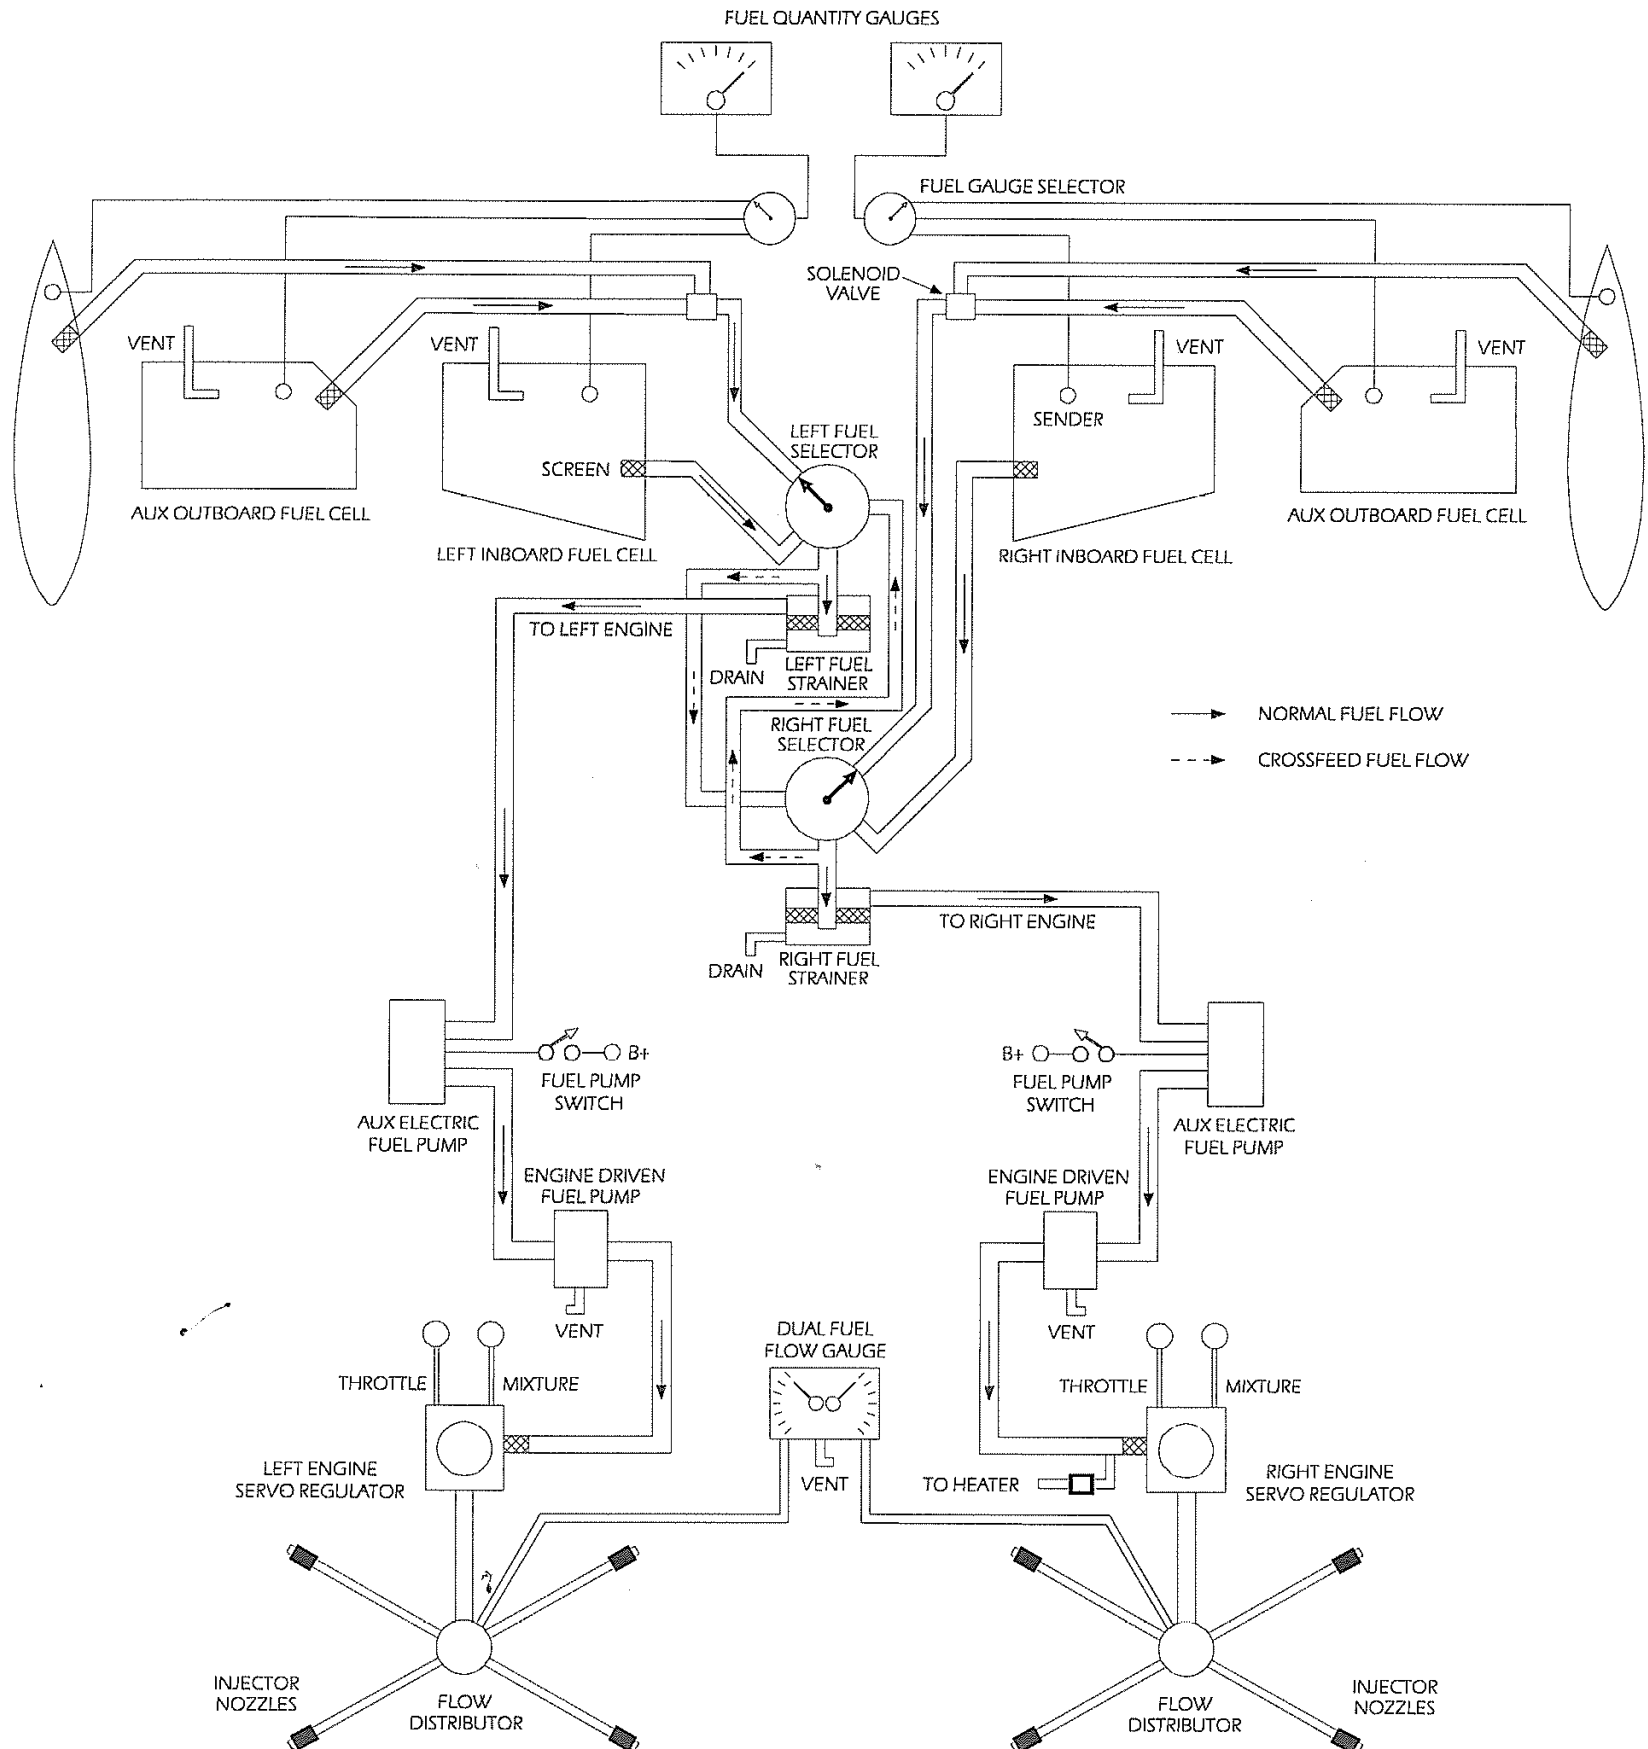 FUEL QUANTITY GAUGES
FUEL GAUGE SELECTOR
SOLENOID
VALVE
VENT
VENT
VENT
VENT
SENDER
LEFT FUEL
SELECTOR
SCREEN
AUX OUTBOARD FUEL CELL
AUX OUTBOARD FUEL CELL
LEFT INBOARD FUEL CELL
RIGHT INBOARD FUEL CELL
TO LEFT ENGINE
DRAIN
LEFT FUEL
STRAINER
RIGHT FUEL
SELECTOR
NORMAL FUEL FLOW
CROSSFEED FUEL FLOW
TO RIGHT ENGINE
DRAIN
RIGHT FUEL
STRAINER
B+
FUEL PUMP
SWITCH
B+
FUEL PUMP
SWITCH
AUX ELECTRIC
FUEL PUMP
AUX ELECTRIC
FUEL PUMP
ENGINE DRIVEN
FUEL PUMP
ENGINE DRIVEN
FUEL PUMP
VENT
VENT
DUAL FUEL
FLOW GAUGE
THROTTLE
MIXTURE
THROTTLE
MIXTURE
VENT
TO HEATER
LEFT ENGINE
SERVO REGULATOR
RIGHT ENGINE
SERVO REGULATOR
INJECTOR
NOZZLES
FLOW
DISTRIBUTOR
FLOW
DISTRIBUTOR
INJECTOR
NOZZLES